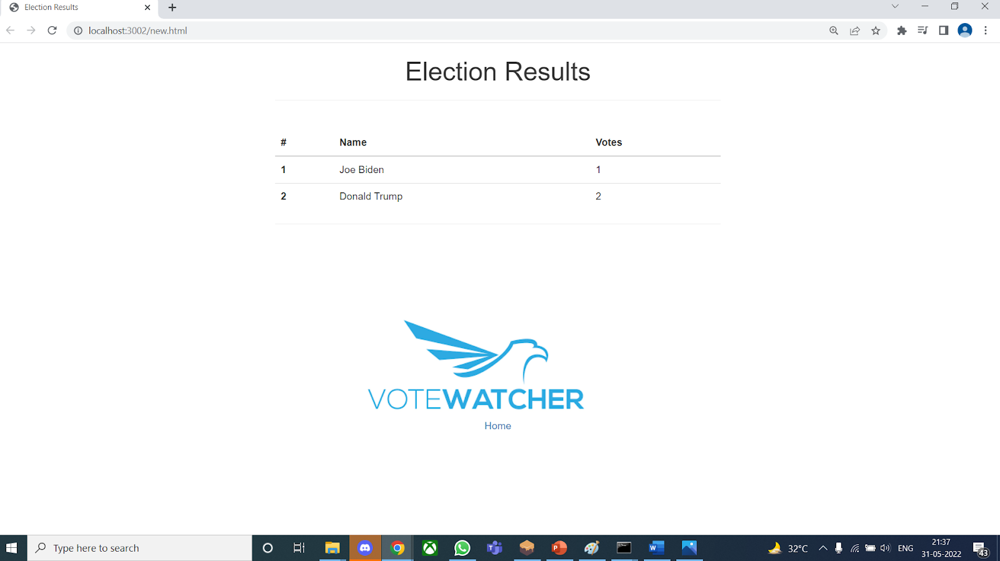 Election Results
localhost:3002/new.html
Election Results
# Name Votes
1 Joe Biden 1
2 Donald Trump 2
VOTEWATCHER
Home
Type here to search
32°C
ENG
21:37
31-05-2022
43